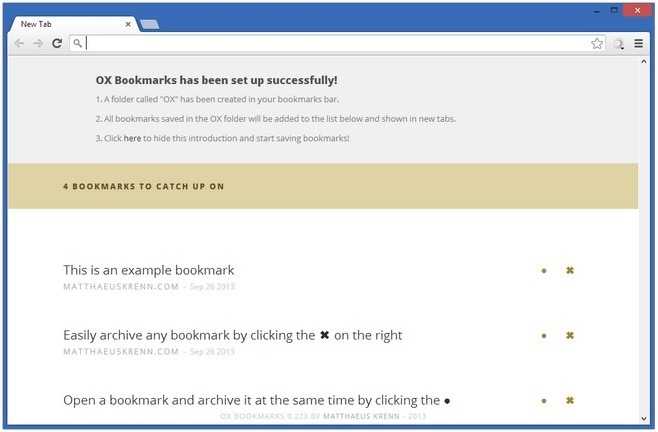 New Tab
OX Bookmarks has been set up successfully!
1. A folder called "OX" has been created in your bookmarks bar.
2. All bookmarks saved in the OX folder will be added to the list below and shown in new tabs.
3. Click here to hide this introduction and start saving bookmarks!
4 BOOKMARKS TO CATCH UP ON
This is an example bookmark
MATTHAEUSKRENN.COM - Sep 26 2013
Easily archive any bookmark by clicking the ✖ on the right
MATTHAEUSKRENN.COM - Sep 26 2013
Open a bookmark and archive it at the same time by clicking the ●
OX BOOKMARKS 0.223 BY MATTHAEUS KRENN - 2013